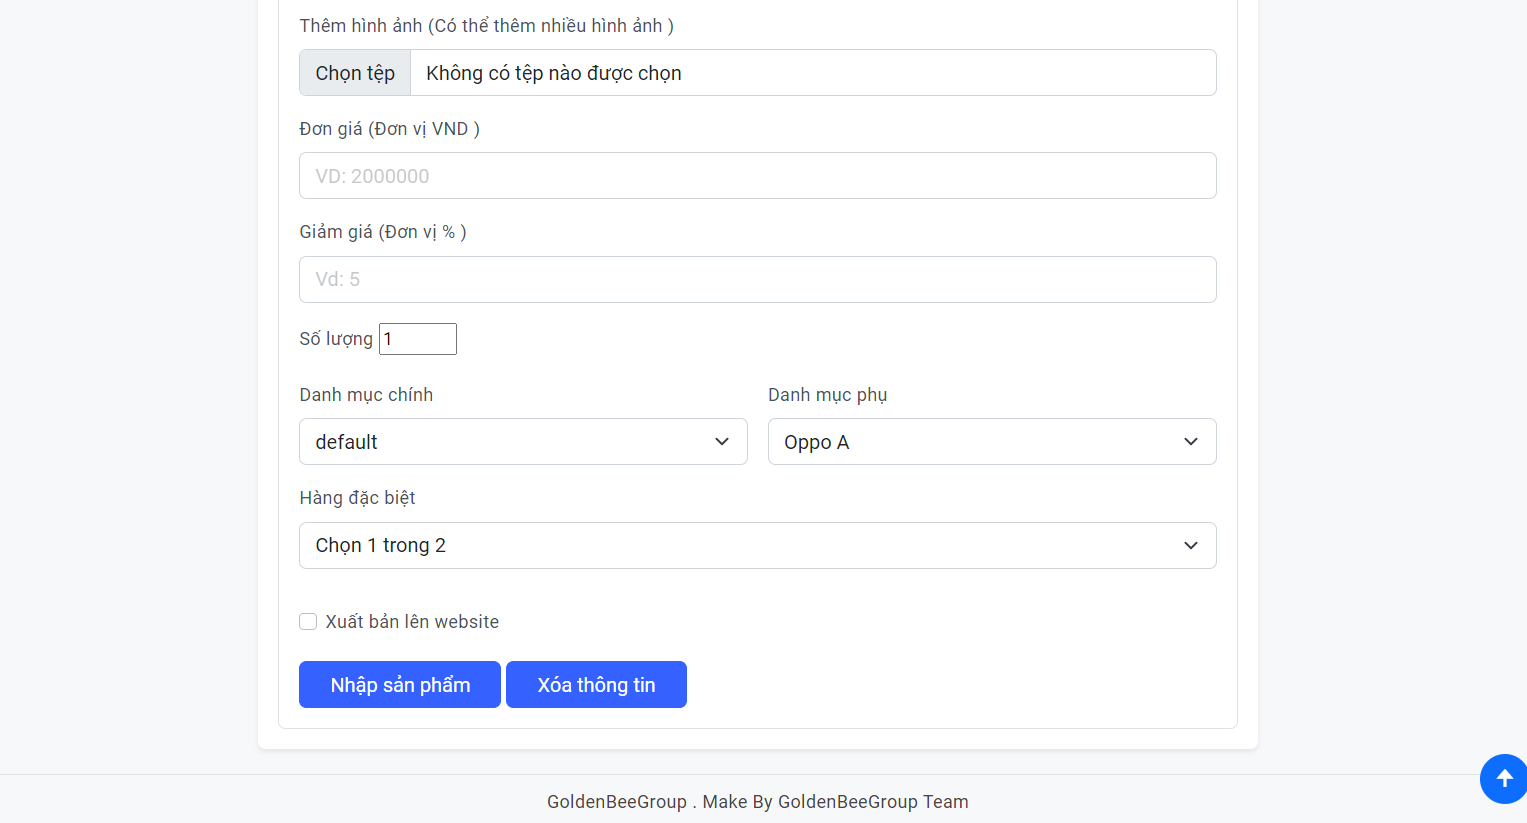 Thêm hình ảnh (Có thể thêm nhiều hình ảnh )
Chọn tệp Không có tệp nào được chọn
Đơn giá (Đơn vị VND )
VD: 2000000
Giảm giá (Đơn vị % )
Vd: 5
Số lượng 1
Danh mục chính
Danh mục phụ
default
Oppo A
Hàng đặc biệt
Chọn 1 trong 2
Xuất bản lên website
Nhập sản phẩm
Xóa thông tin
GoldenBeeGroup . Make By GoldenBeeGroup Team